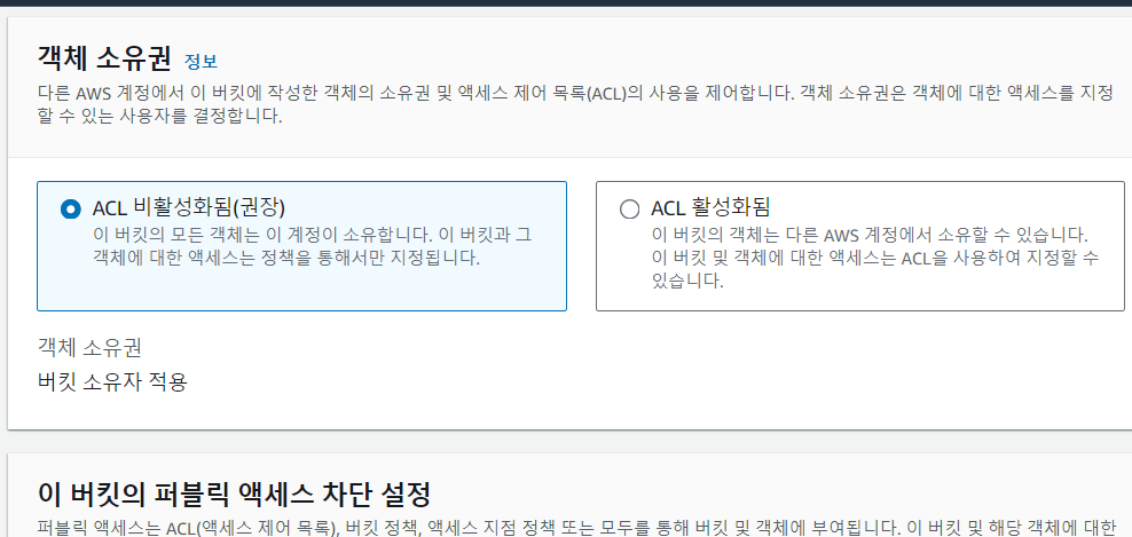 객체 소유권 정보
다른 AWS 계정에서 이 버킷에 작성한 객체의 소유권 및 액세스 제어 목록(ACL)의 사용을 제어합니다. 객체 소유권은 객체에 대한 액세스를 지정
할 수 있는 사용자를 결정합니다.
ACL 비활성화됨(권장)
이 버킷의 모든 객체는 이 계정이 소유합니다. 이 버킷과 그
객체에 대한 액세스는 정책을 통해서만 지정됩니다.
ACL 활성화됨
이 버킷의 객체는 다른 AWS 계정에서 소유할 수 있습니다.
이 버킷 및 객체에 대한 액세스는 ACL을 사용하여 지정할 수
있습니다.
객체 소유권
버킷 소유자 적용
이 버킷의 퍼블릭 액세스 차단 설정
퍼블릭 액세스는 ACL(액세스 제어 목록), 버킷 정책, 액세스 지점 정책 또는 모두를 통해 버킷 및 객체에 부여됩니다. 이 버킷 및 해당 객체에 대한